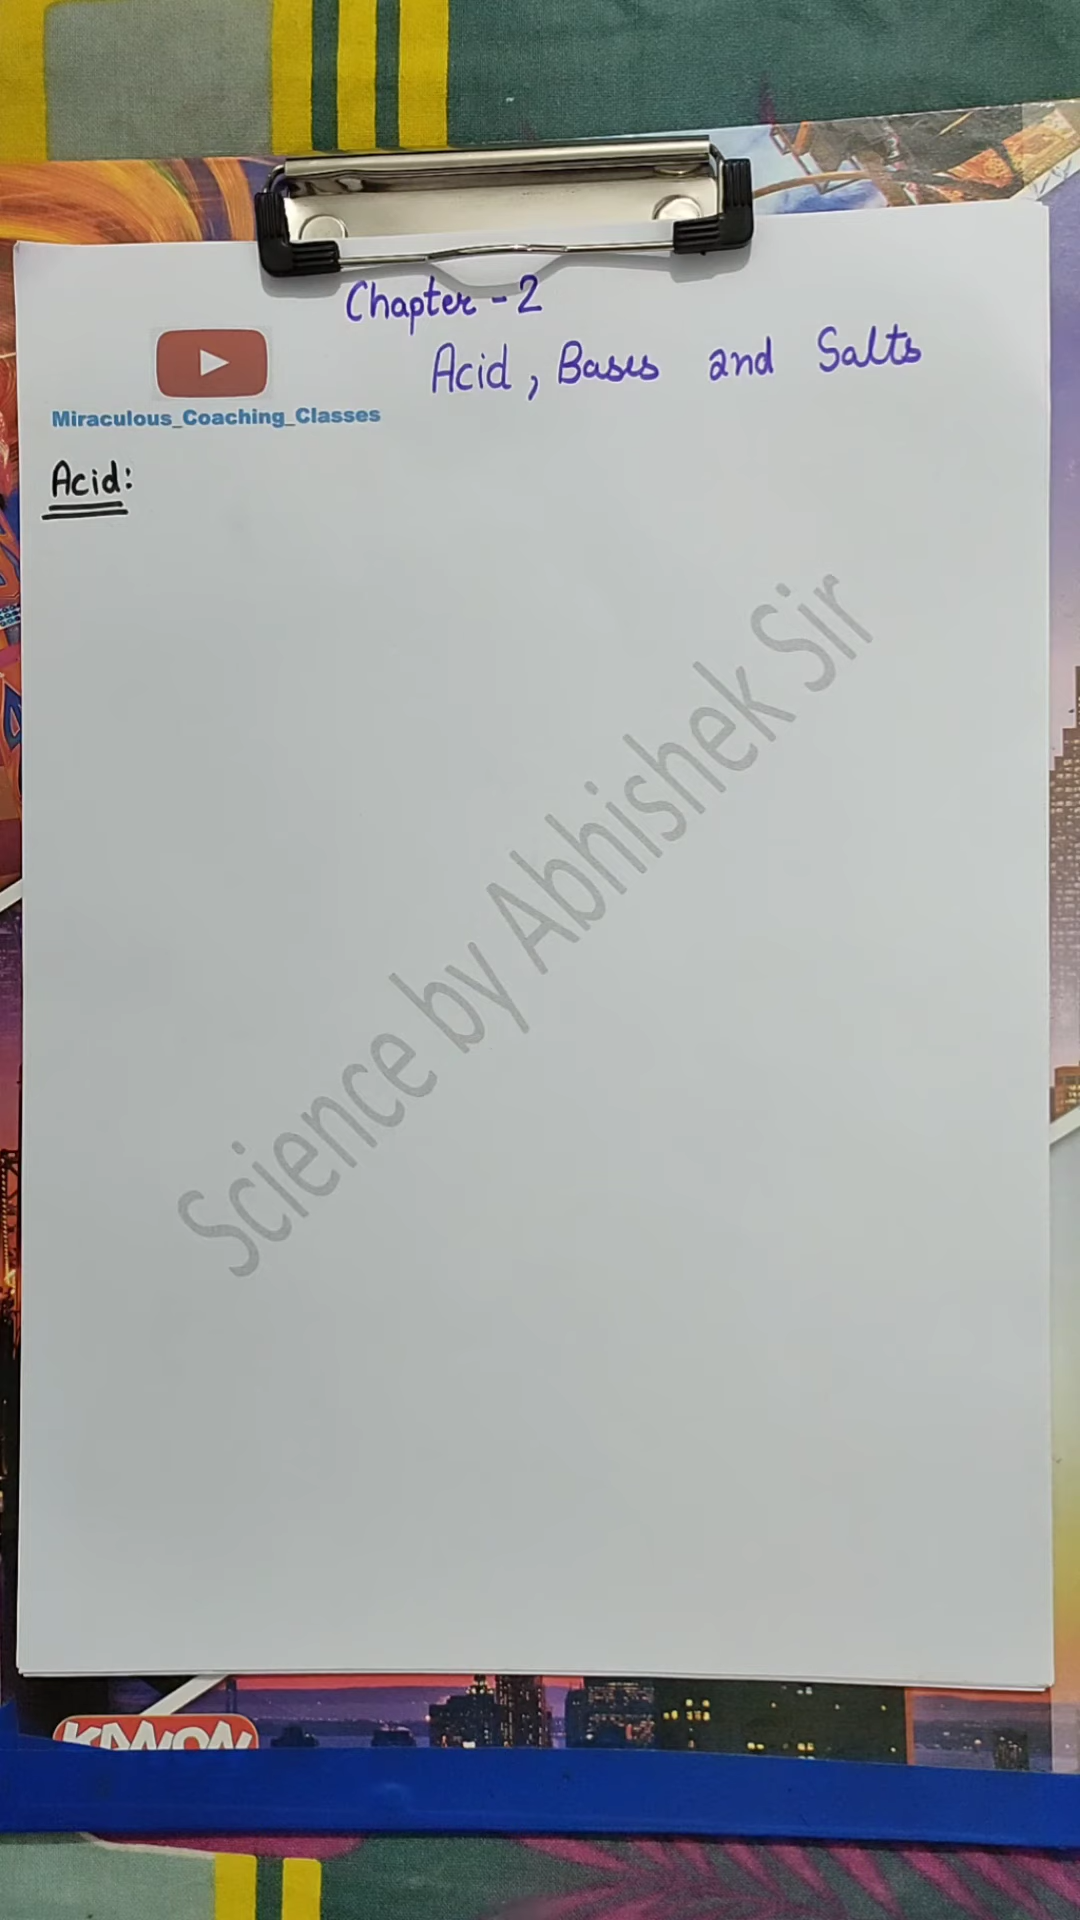 Chapter - 2
Acid, Bases and Salts
Miraculous_Coaching_Classes
Acid:
Science by Abhishek Sir